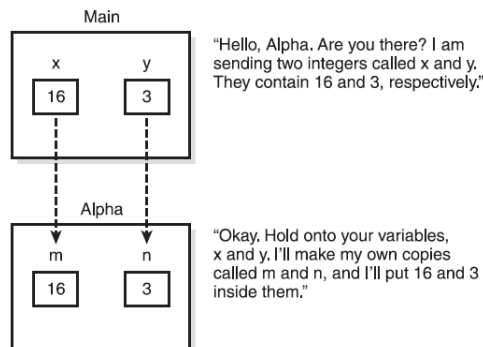 Main
x y
16 3
"Hello, Alpha. Are you there? I am
sending two integers called x and y.
They contain 16 and 3, respectively."
Alpha
m n
16 3
"Okay. Hold onto your variables,
x and y. I'll make my own copies
called m and n, and I'll put 16 and 3
inside them."